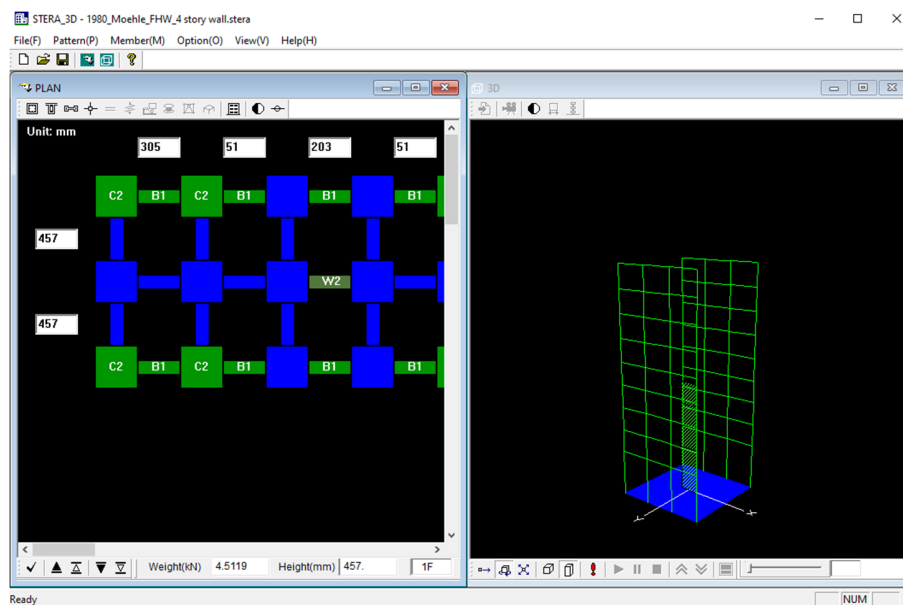 STERA_3D - 1980_Moehle_FHW_4 story wall.stera
File(F) Pattern(P) Member(M) Option(O) View(V) Help(H)
PLAN
3D
Unit: mm
305 51 203 51
C2 B1 C2 B1 B1 B1
457
W2
457
C2 B1 C2 B1 B1 B1
Y X
Weight(kN) 4.5119 Height(mm) 457. 1F
Ready
NUM